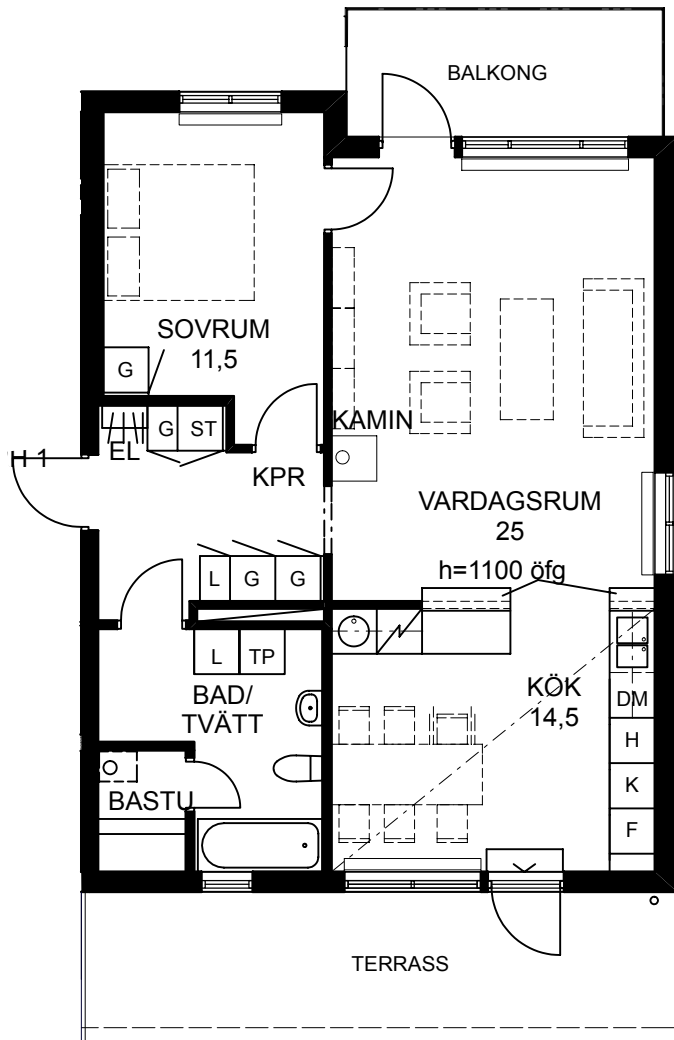 BALKONG
SOVRUM
11,5
G
G
ST
EL
H 1
KPR
KAMIN
VARDAGSRUM
25
h=1100 öfg
L
G
G
L
TP
BAD/
TVÄTT
BASTU
KÖK
14,5
DM
H
K
F
TERRASS